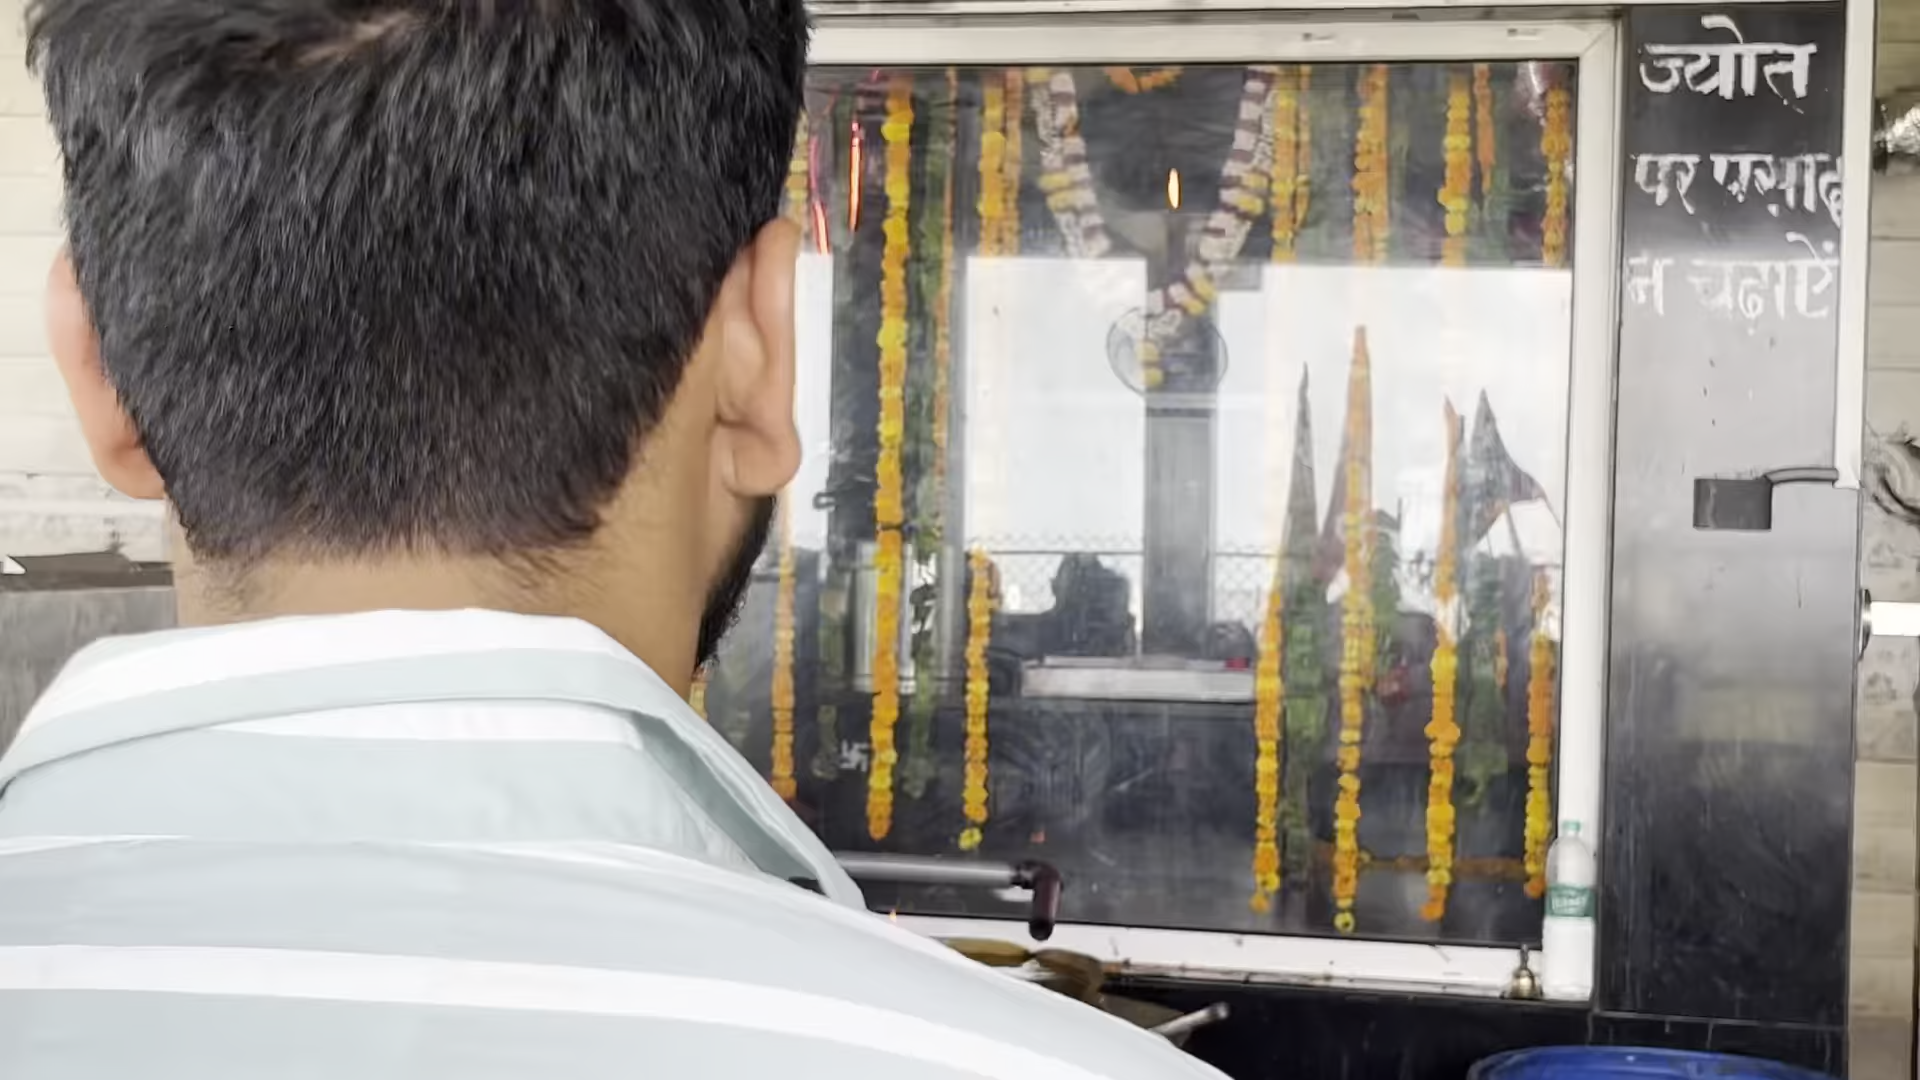 ज्योत
पर प्रसाद
न चढ़ाऐं